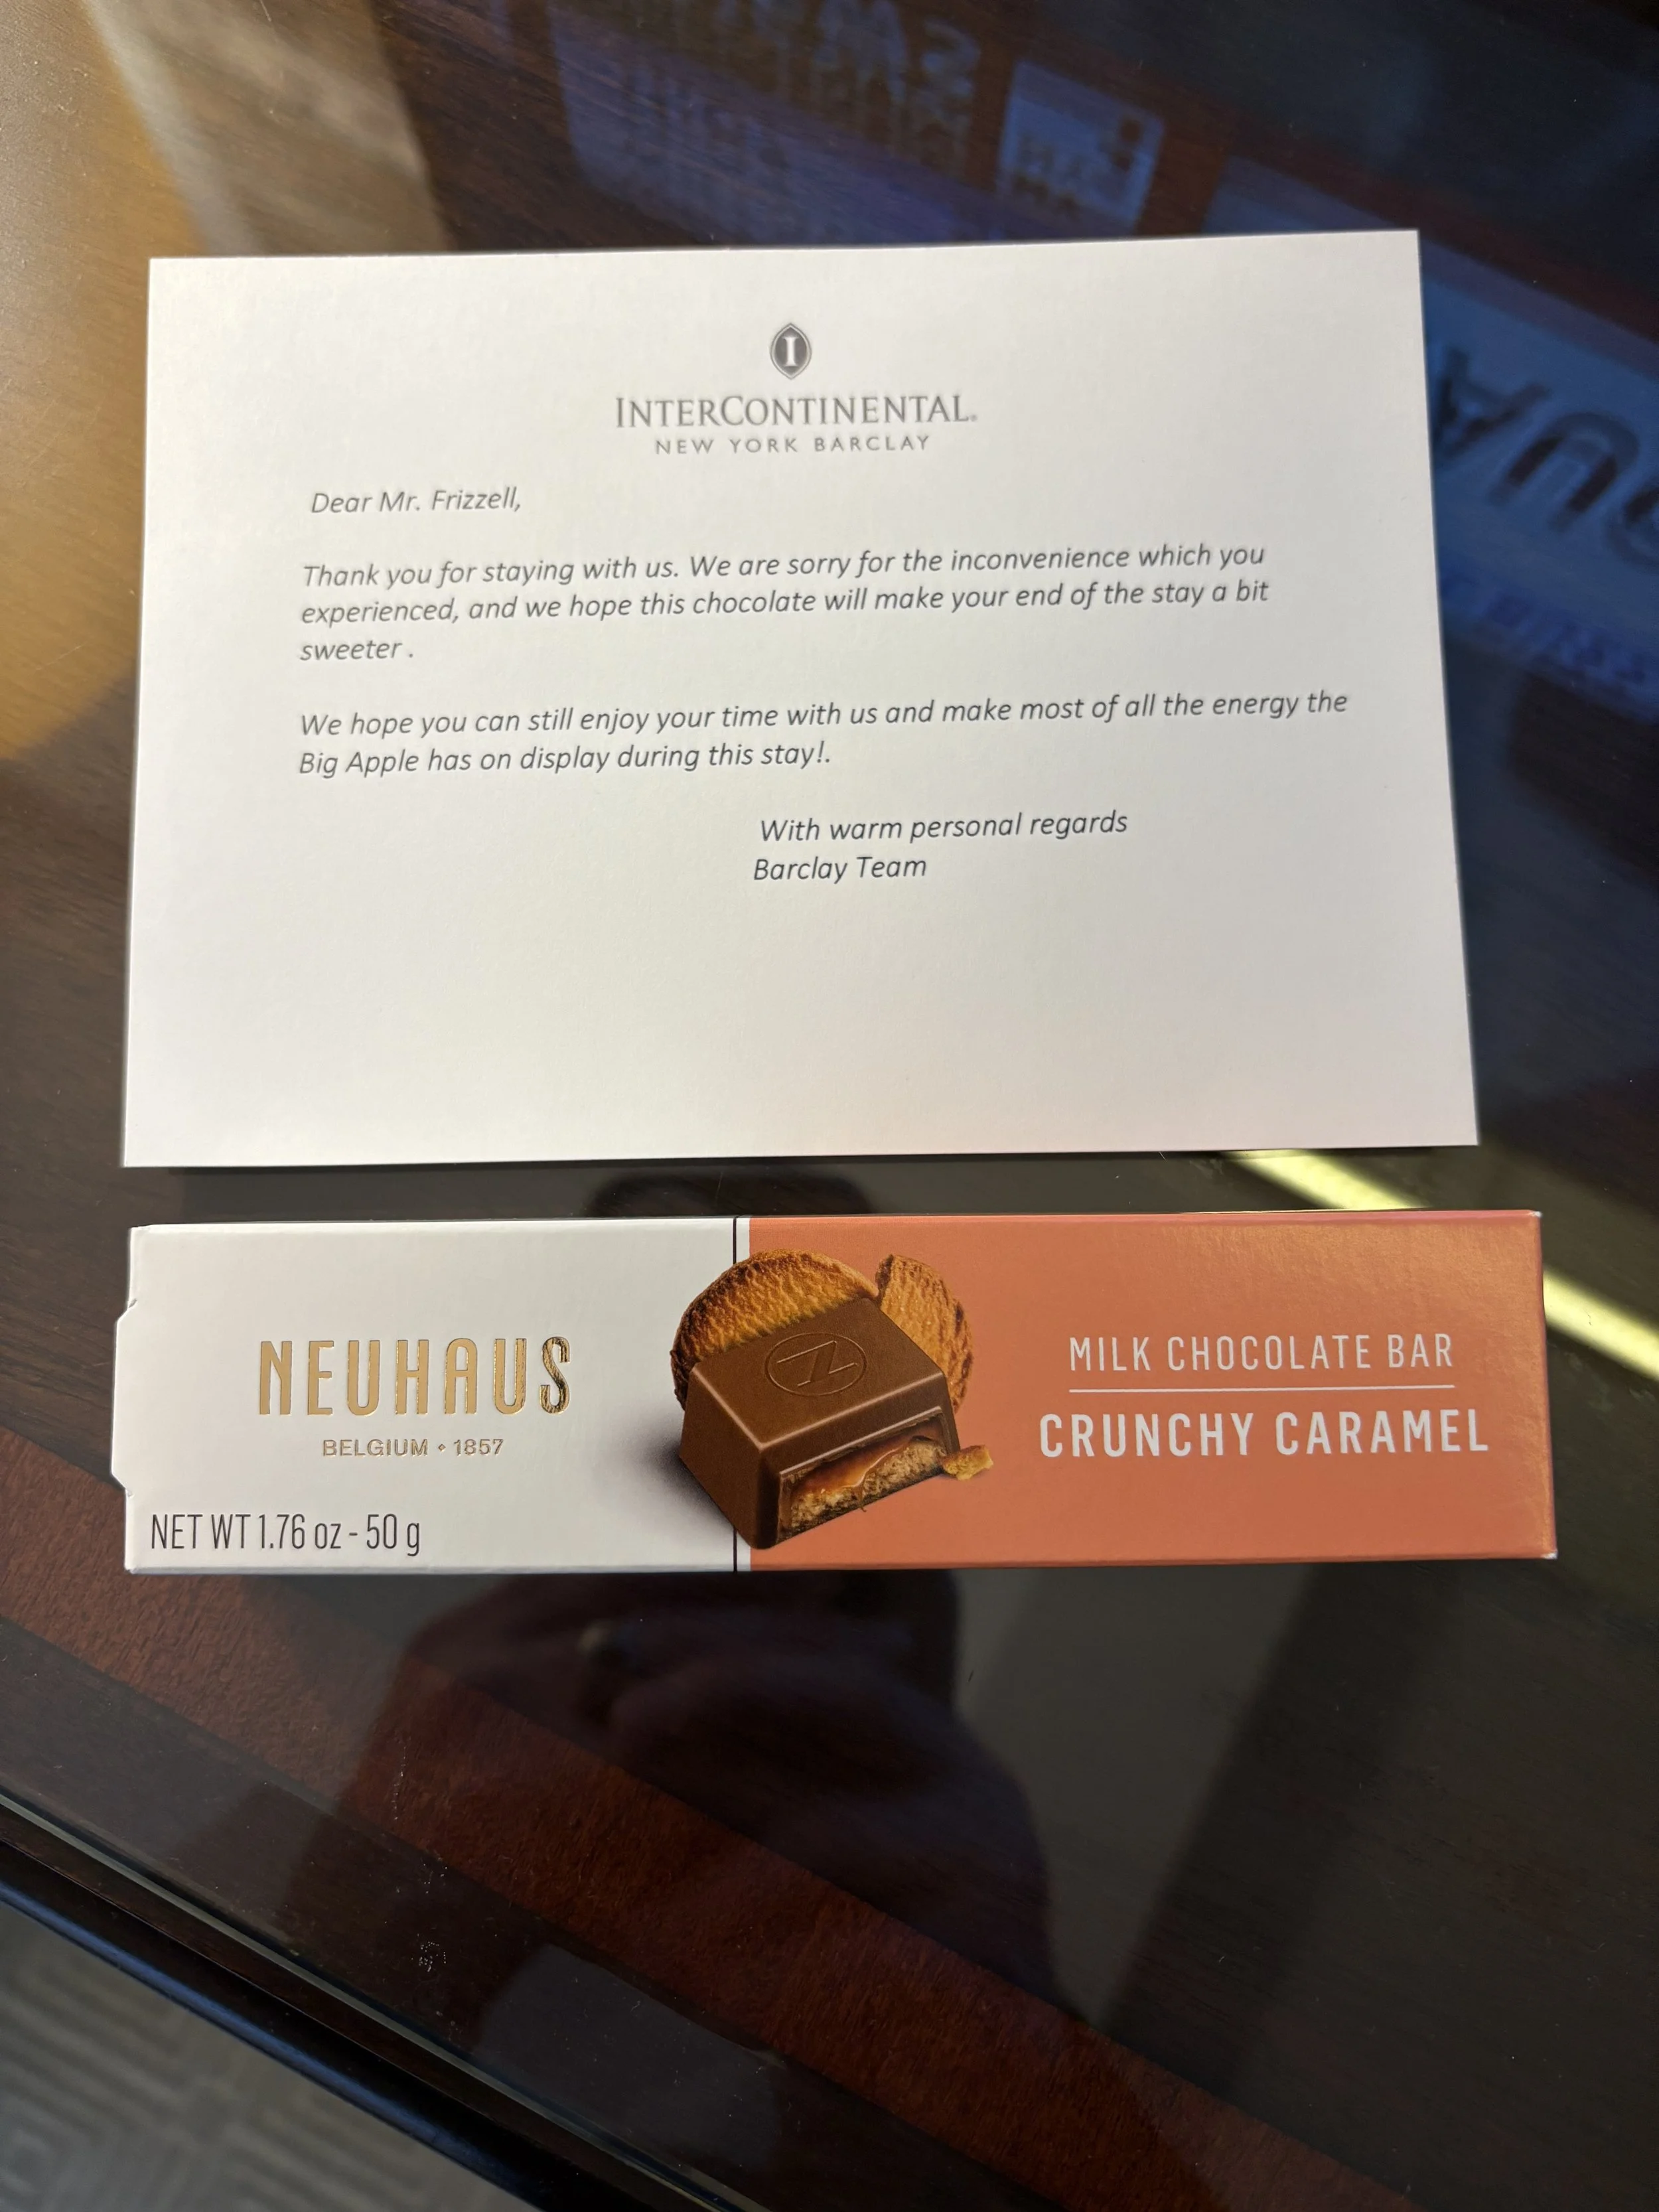 I
INTERCONTINENTAL®
NEW YORK BARCLAY
Dear Mr. Frizzell,
Thank you for staying with us. We are sorry for the inconvenience which you
experienced, and we hope this chocolate will make your end of the stay a bit
sweeter .
We hope you can still enjoy your time with us and make most of all the energy the
Big Apple has on display during this stay!.
With warm personal regards
Barclay Team
NEUHAUS
BELGIUM • 1857
NET WT 1.76 oz - 50 g
N
MILK CHOCOLATE BAR
CRUNCHY CARAMEL